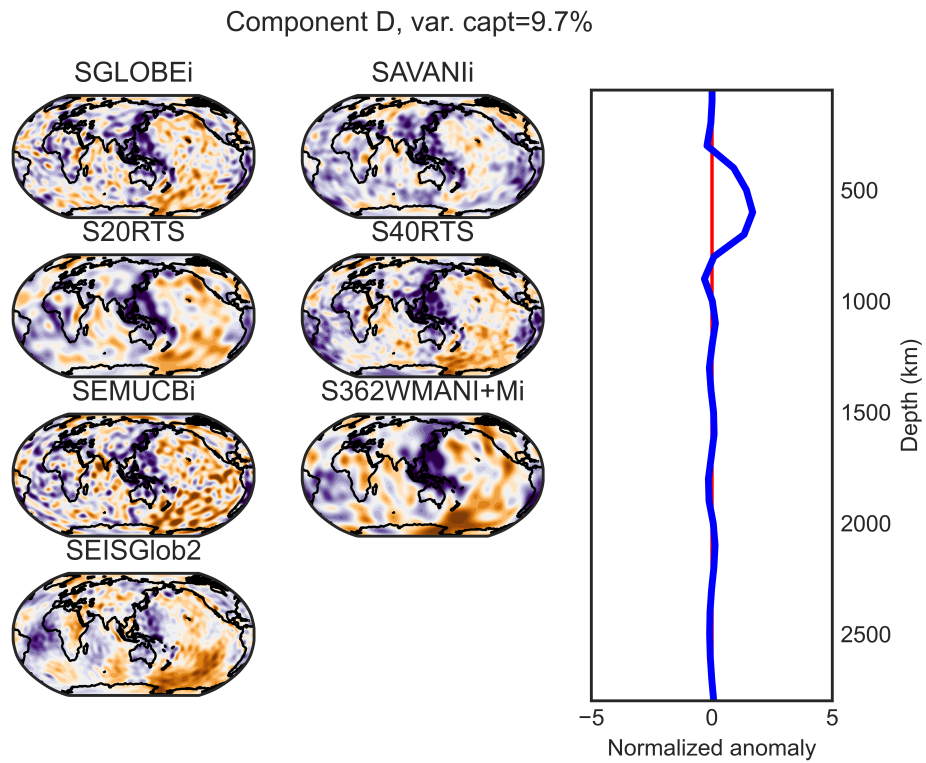 Component D, var. capt=9.7%
SGLOBEi
SAVANIi
S20RTS
S40RTS
SEMUCBi
S362WMANI+Mi
SEISGlob2
500
1000
1500
2000
2500
Depth (km)
−5
0
5
Normalized anomaly